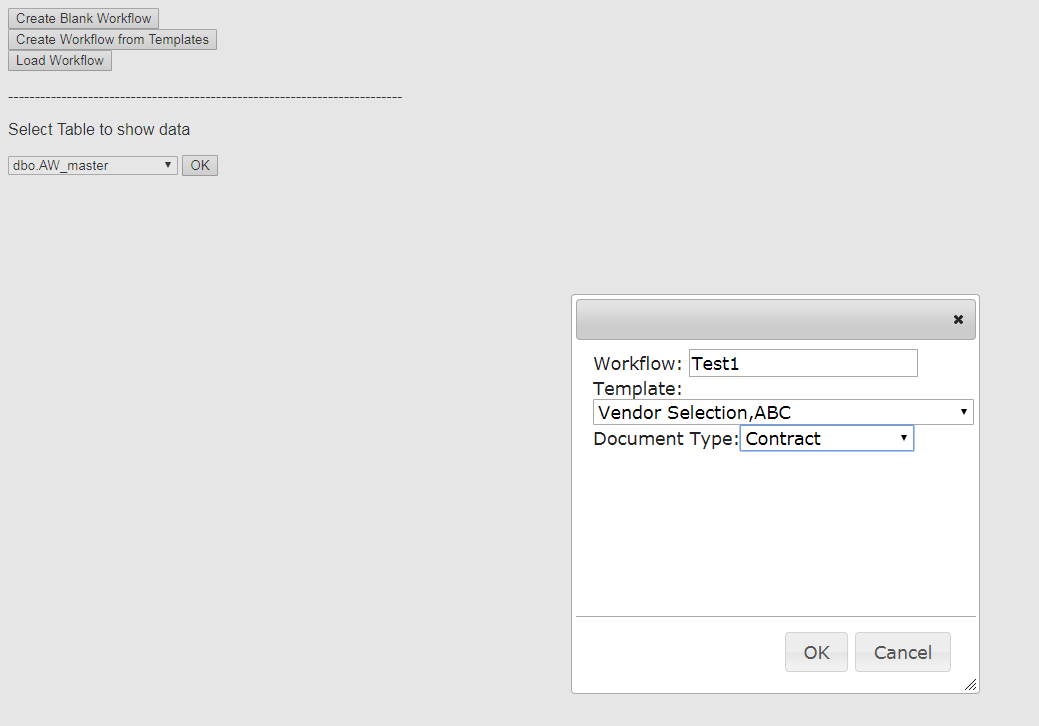 Create Blank Workflow
Create Workflow from Templates
Load Workflow
--------------------------------------------------------------------------
Select Table to show data
dbo.AW_master OK
Workflow: Test1
Template:
Vendor Selection,ABC
Document Type: Contract
OK Cancel